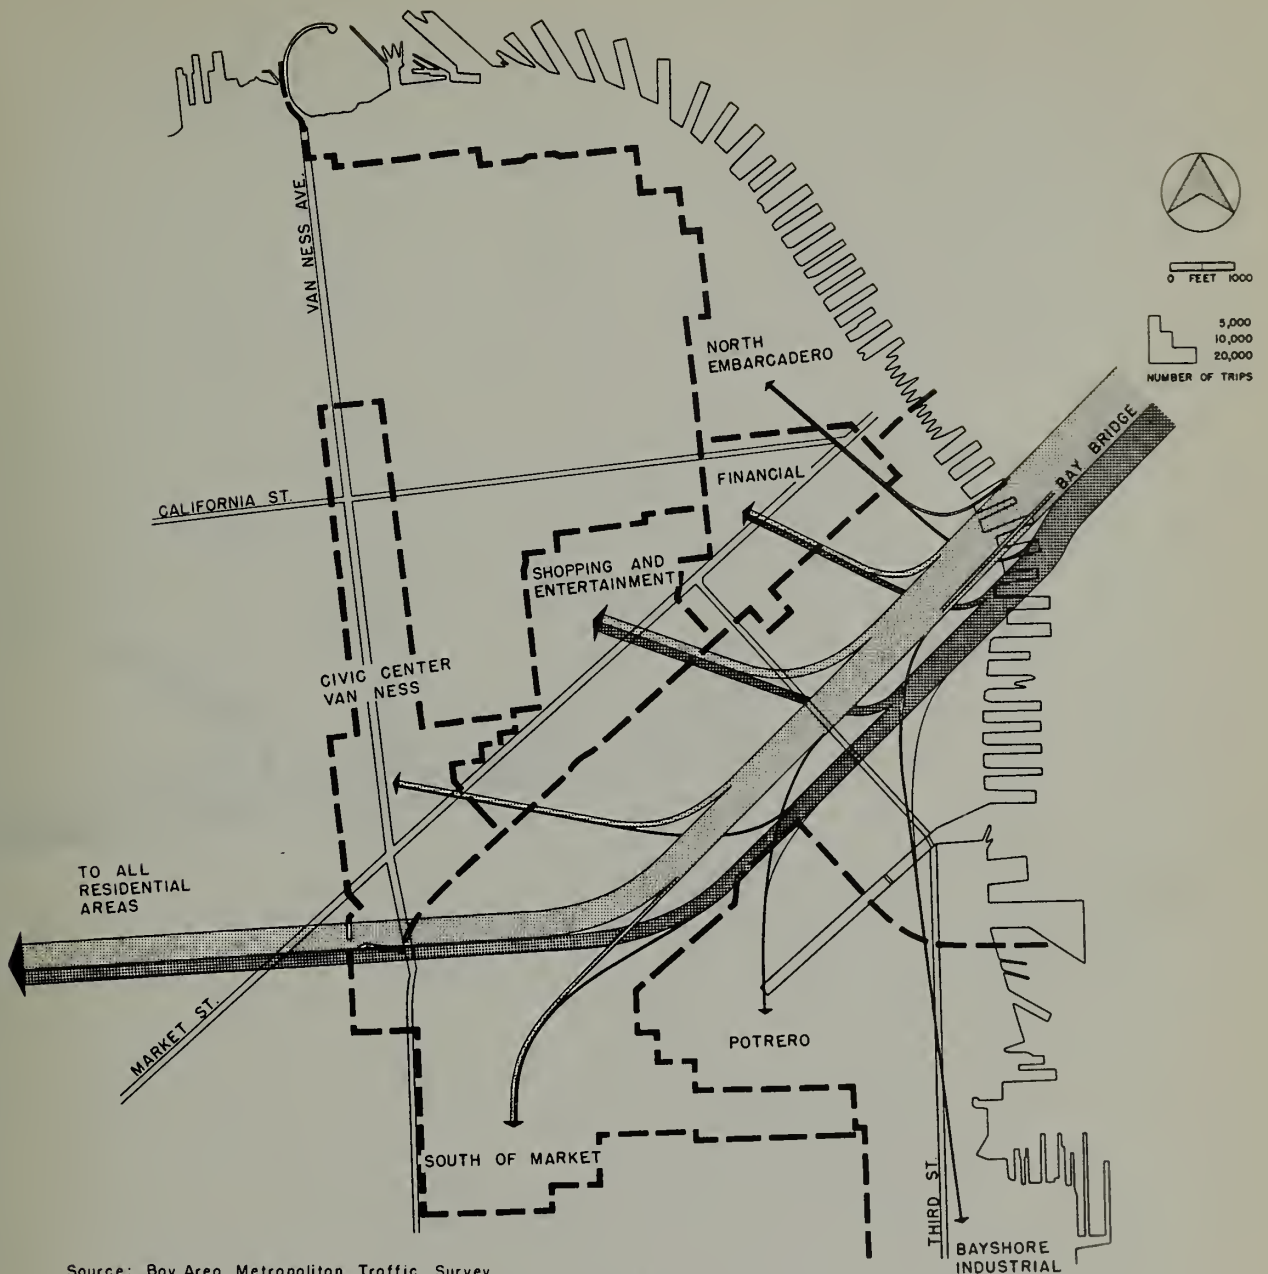 VAN NESS AVE.
0 FEET 1000
5,000
10,000
20,000
NUMBER OF TRIPS
NORTH
EMBARCADERO
BAY BRIDGE
CALIFORNIA ST.
FINANCIAL
SHOPPING AND
ENTERTAINMENT
CIVIC CENTER
VAN NESS
TO ALL
RESIDENTIAL
AREAS
MARKET ST.
POTRERO
SOUTH OF MARKET
THIRD ST.
BAYSHORE
INDUSTRIAL
Source: Bay Area Metropolitan Traffic Survey